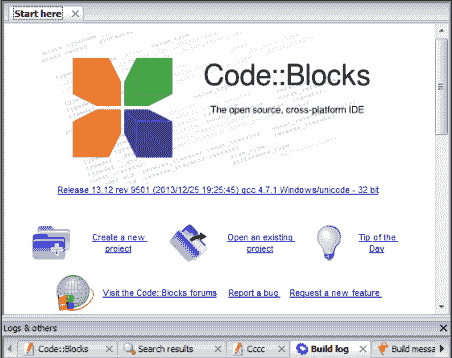 Start here
Code::Blocks
The open source, cross-platform IDE
Release 13.12 rev 9501 (2013/12/25 19:25:45) gcc 4.7.1 Windows/unicode - 32 bit
Create a new
project
Open an existing
project
Tip of the
Day
Visit the Code::Blocks forums
Report a bug
Request a new feature
Logs & others
Code::Blocks
Search results
Cccc
Build log
Build messa